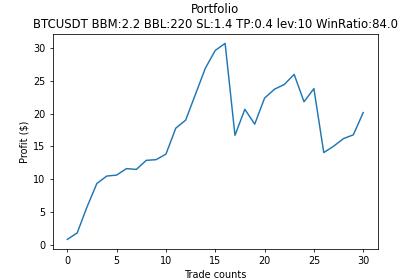 Portfolio
BTCUSDT BBM:2.2 BBL:220 SL:1.4 TP:0.4 lev:10 WinRatio:84.0
30
25
20
15
10
5
0
Profit ($)
0 5 10 15 20 25 30
Trade counts